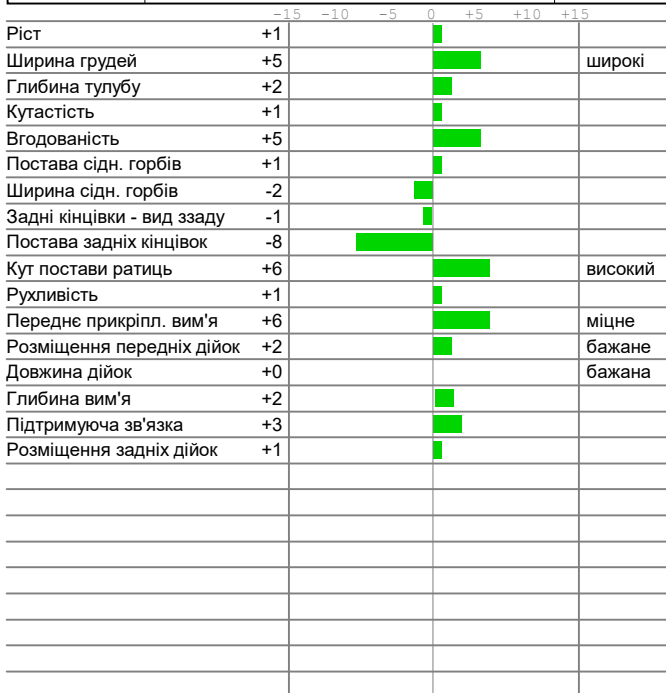 -15 -10 -5 0 +5 +10 +15
Ріст +1
Ширина грудей +5 широкі
Глибина тулубу +2
Кутастість +1
Вгодованість +5
Постава сідн. горбів +1
Ширина сідн. горбів -2
Задні кінцівки - вид ззаду -1
Постава задніх кінцівок -8
Кут постави ратиць +6 високий
Рухливість +1
Переднє прикріпл. вим'я +6 міцне
Розміщення передніх дійок +2 бажане
Довжина дійок +0 бажана
Глибина вим'я +2
Підтримуюча зв'язка +3
Розміщення задніх дійок +1